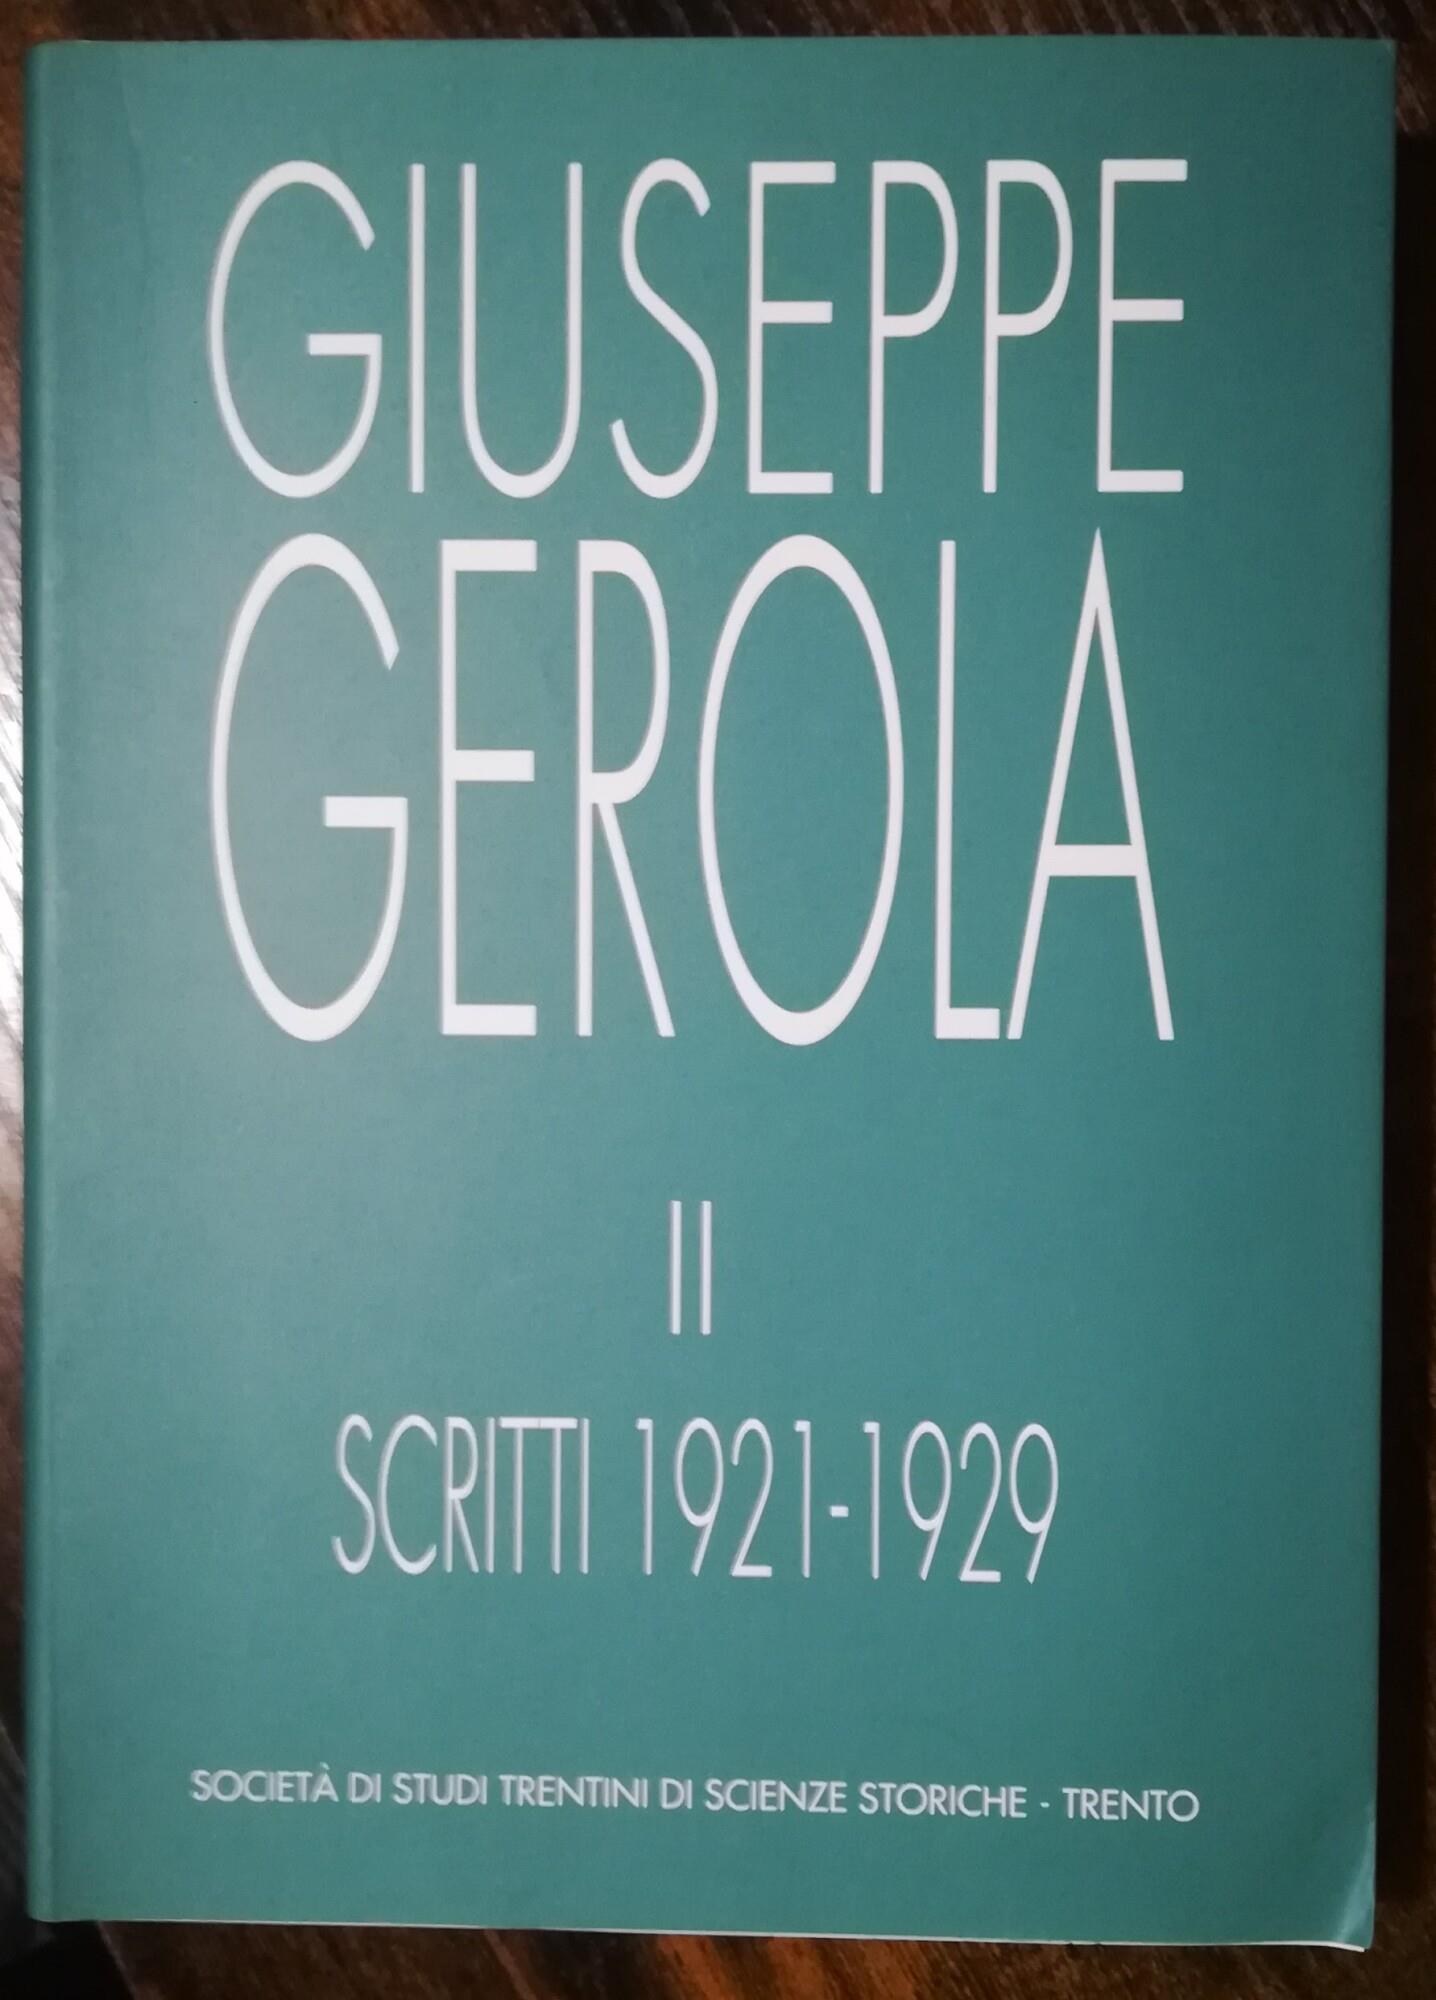 GIUSEPPE
GEROLA
II
SCRITTI 1921-1929
SOCIETÀ DI STUDI TRENTINI DI SCIENZE STORICHE - TRENTO